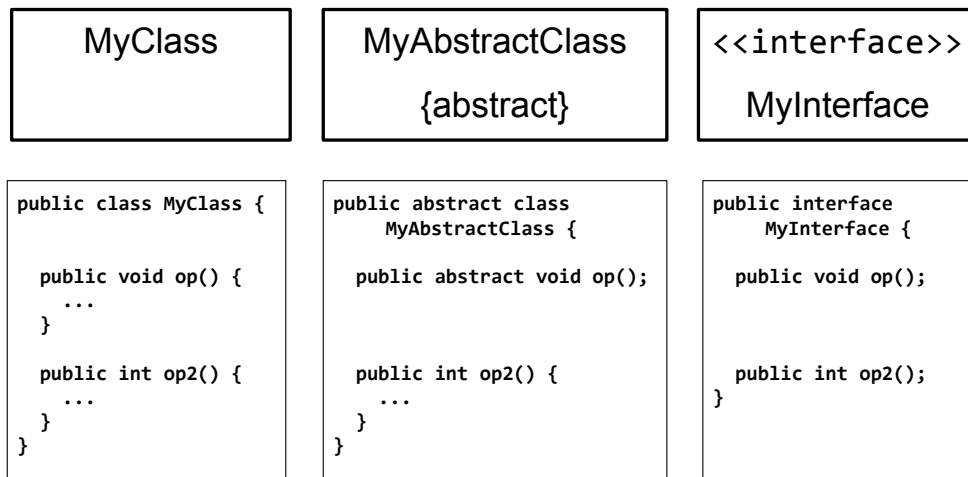 MyClass
MyAbstractClass
{abstract}
<<interface>>
MyInterface
public class MyClass {
public void op() {
...
}
public int op2() {
...
}
}
public abstract class
MyAbstractClass {
public abstract void op();
public int op2() {
...
}
}
public interface
MyInterface {
public void op();
public int op2();
}